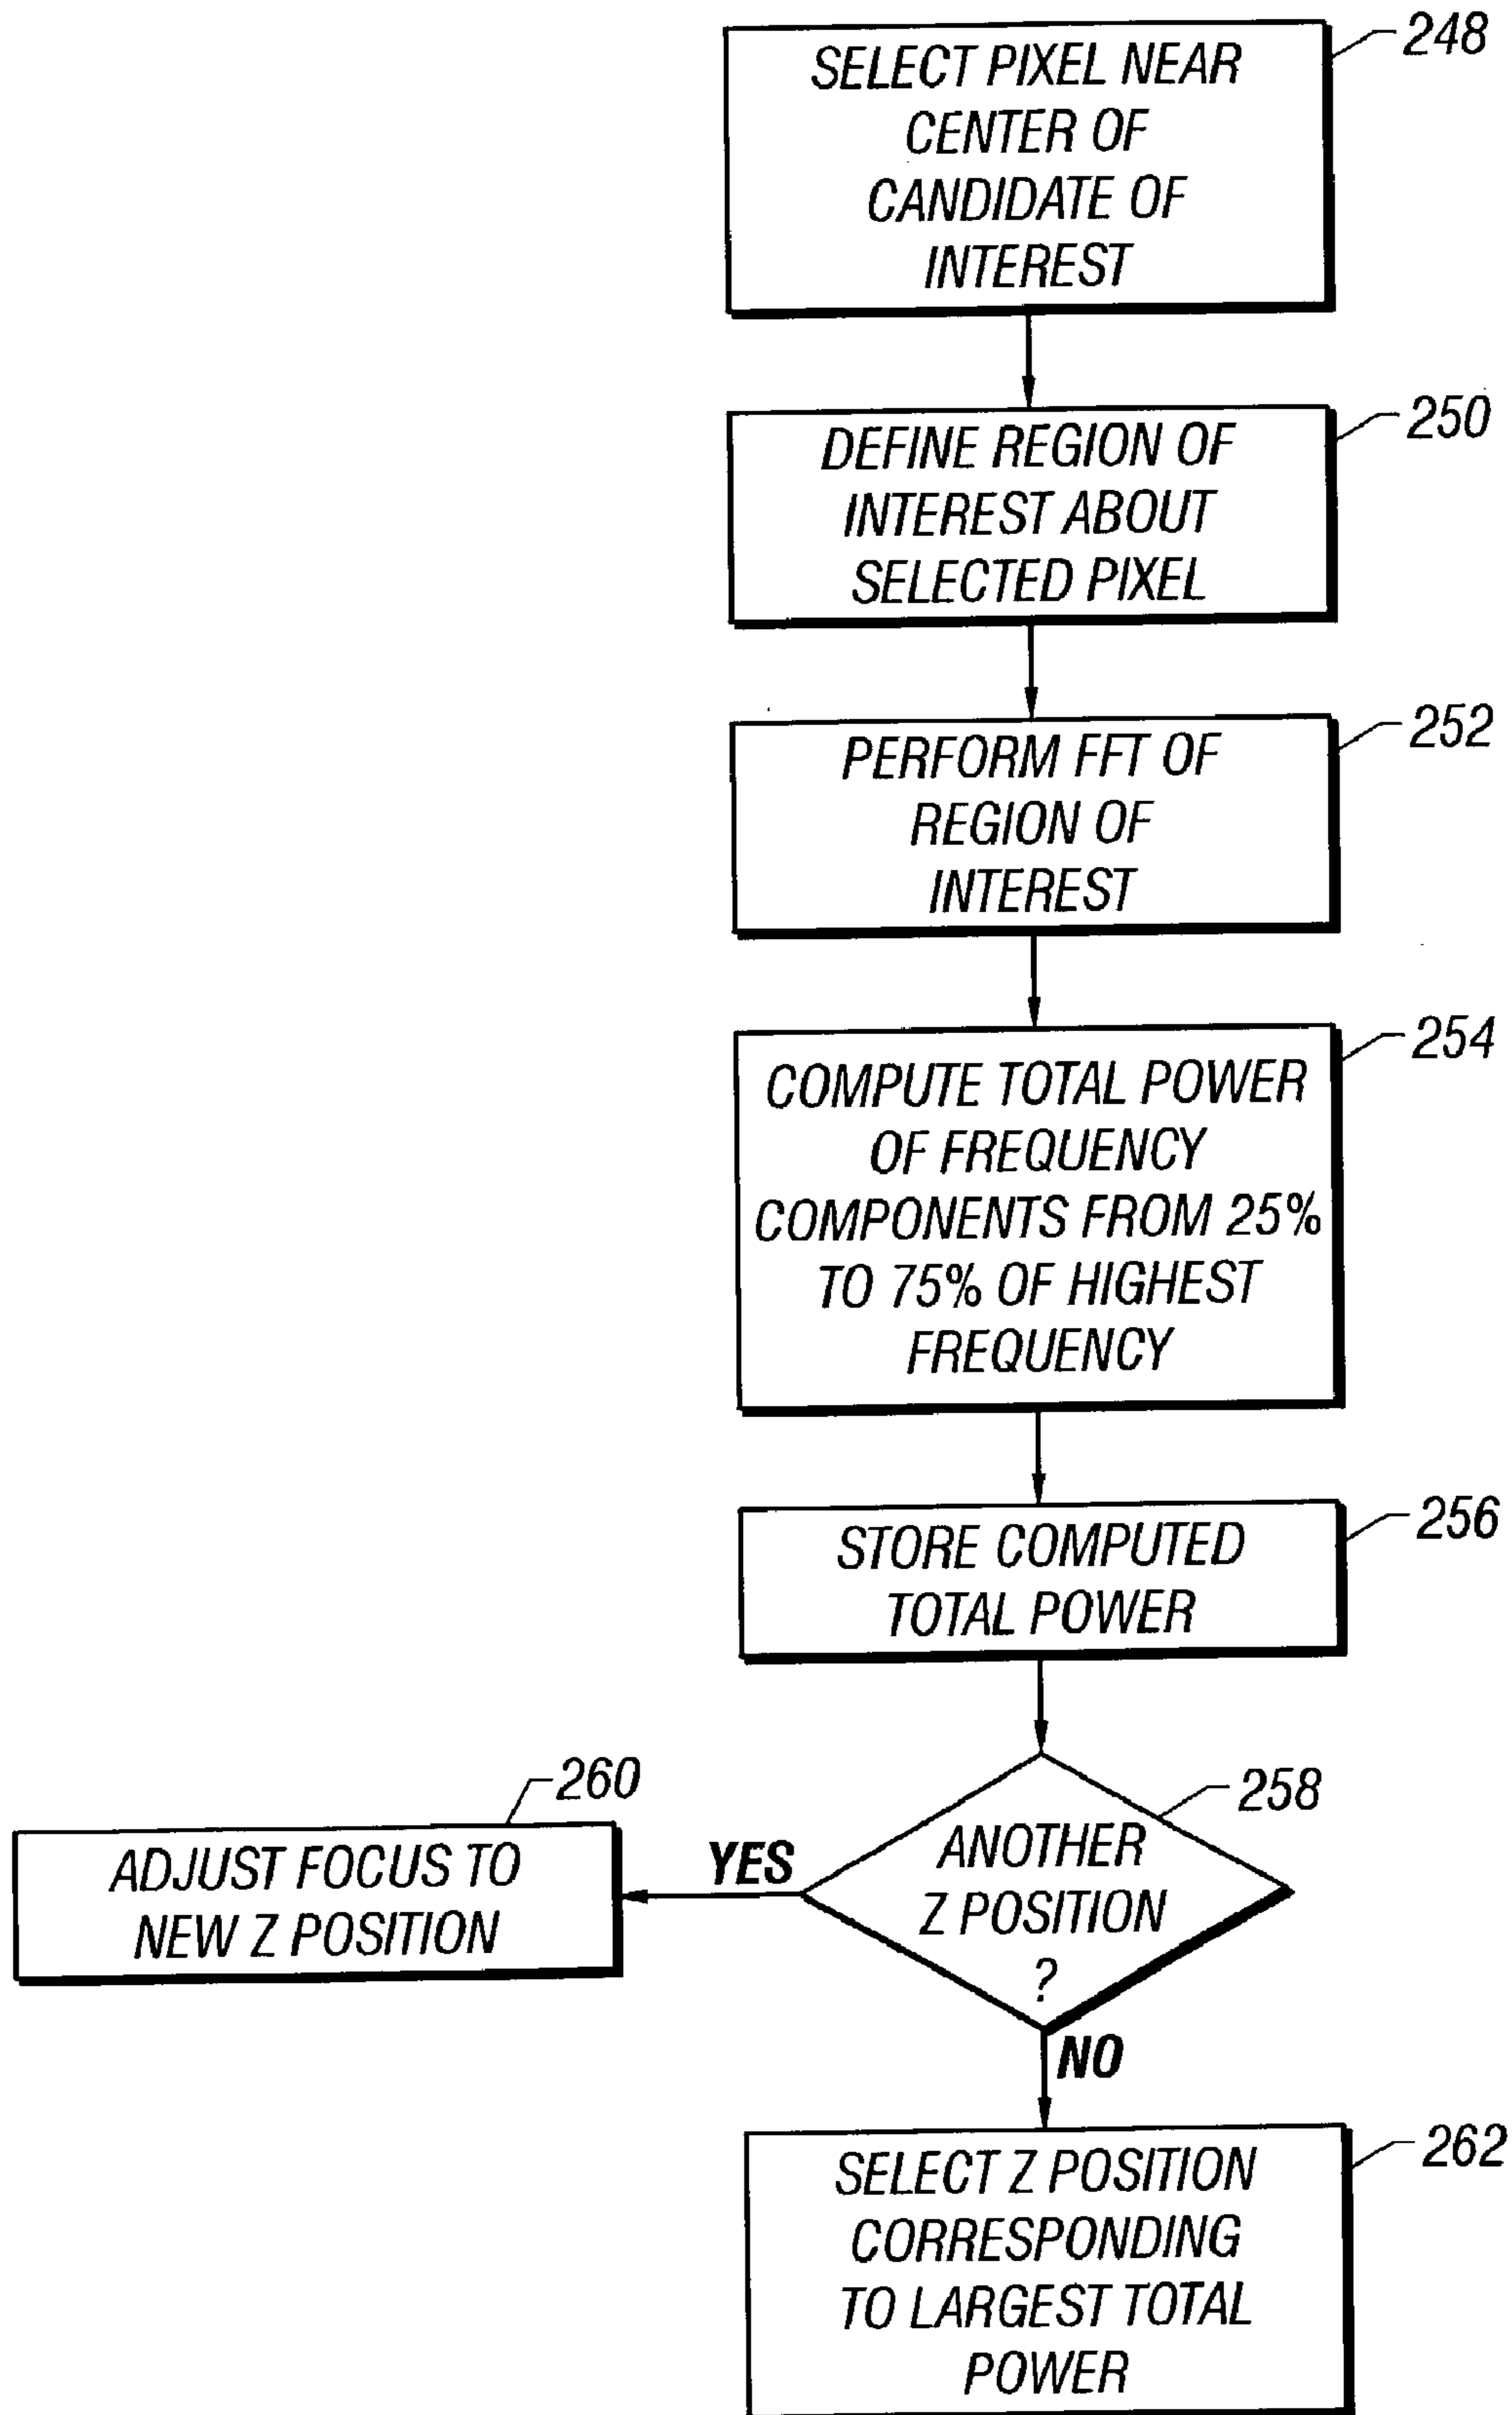 248
SELECT PIXEL NEAR
CENTER OF
CANDIDATE OF
INTEREST
250
DEFINE REGION OF
INTEREST ABOUT
SELECTED PIXEL
252
PERFORM FFT OF
REGION OF
INTEREST
254
COMPUTE TOTAL POWER
OF FREQUENCY
COMPONENTS FROM 25%
TO 75% OF HIGHEST
FREQUENCY
256
STORE COMPUTED
TOTAL POWER
258
ANOTHER
Z POSITION
?
YES
260
ADJUST FOCUS TO
NEW Z POSITION
NO
262
SELECT Z POSITION
CORRESPONDING
TO LARGEST TOTAL
POWER